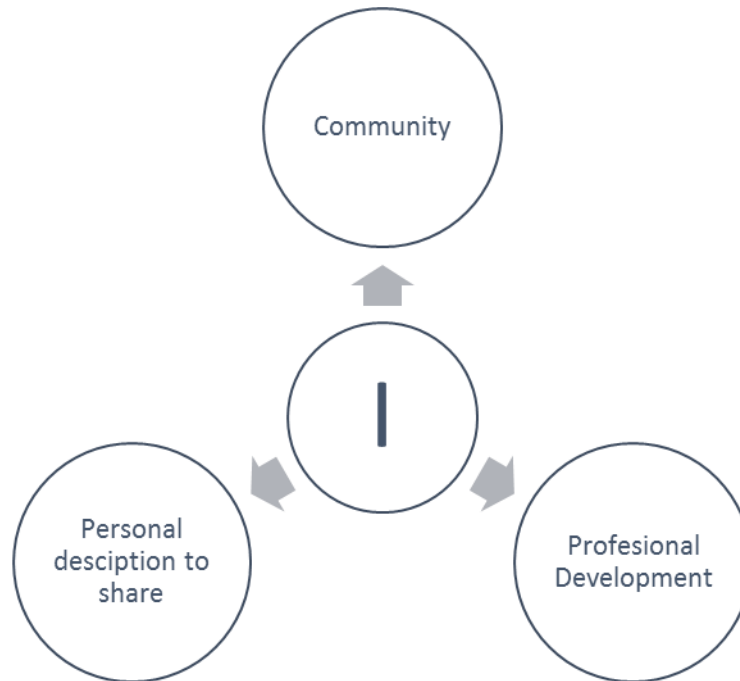 Community
I
Personal
desciption to
share
Profesional
Development